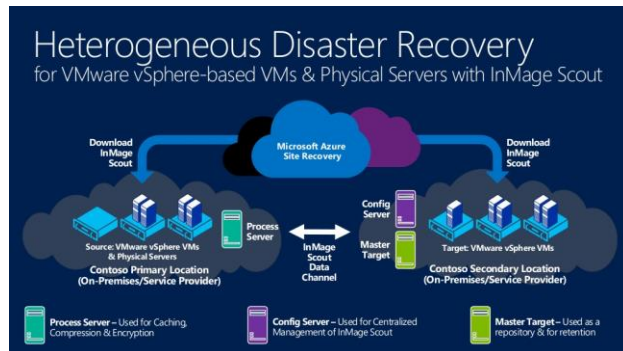 Heterogeneous Disaster Recovery
for VMware vSphere-based VMs & Physical Servers with InMage Scout
Microsoft Azure
Site Recovery
Download
InMage
Scout
Download
InMage
Scout
Process
Server
Source: VMware vSphere VMs
& Physical Servers
Contoso Primary Location
(On-Premises/Service Provider)
InMage
Scout
Data
Channel
Config
Server
Master
Target
Target: VMware vSphere VMs
Contoso Secondary Location
(On-Premises/Service Provider)
Process Server – Used for Caching,
Compression & Encryption
Config Server – Used for Centralized
Management of InMage Scout
Master Target – Used as a
repository & for retention